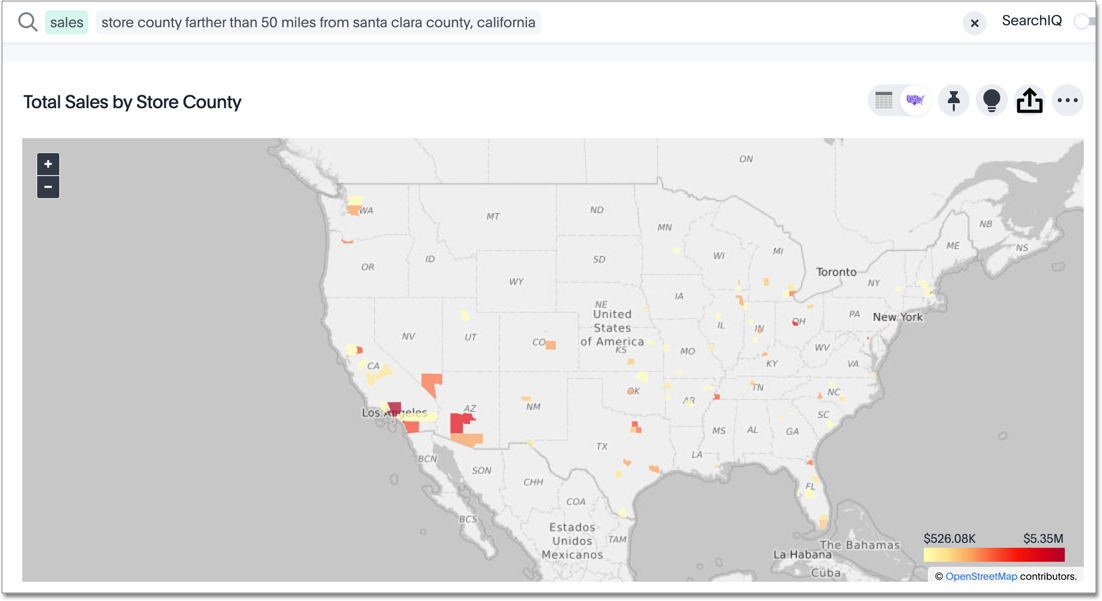 sales store county farther than 50 miles from santa clara county, california
SearchIQ
Total Sales by Store County
+
−
ON
WA
MT
ND
MN
NB
ME
NS
OR
ID
SD
WI
MI
Toronto
NY
WY
IA
NE
United
States
of America
PA
New York
NV
UT
CO
KS
IL
IN
OH
MO
WV
KY
VA
CA
OK
TN
NC
AR
Los Angeles
AZ
NM
SC
MS
AL
GA
TX
LA
BCN
SON
CHH
FL
COA
BCS
Estados
Unidos
Mexicanos
TAM
$526.08K
$5.35M
The Bahamas
La Habana
Cuba
© OpenStreetMap contributors.